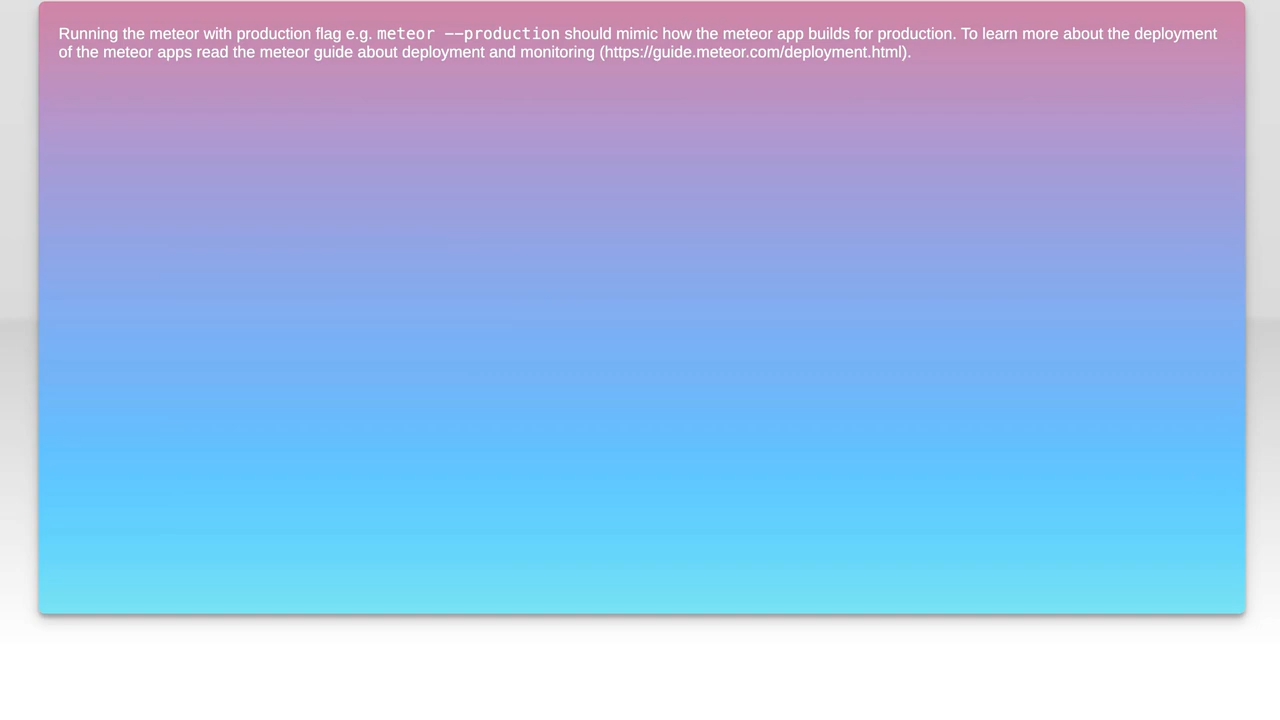 Running the meteor with production flag e.g. meteor --production should mimic how the meteor app builds for production. To learn more about the deployment
of the meteor apps read the meteor guide about deployment and monitoring (https://guide.meteor.com/deployment.html).